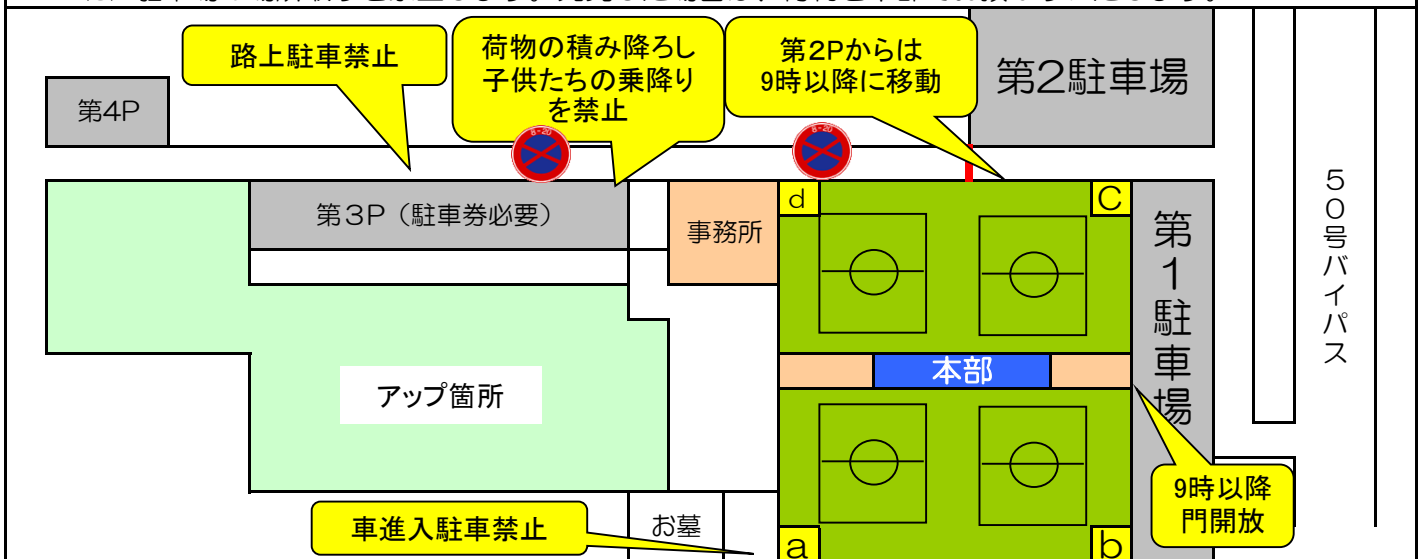 路上駐車禁止
荷物の積み降ろし
子供たちの乗降り
を禁止
第2Pからは
9時以降に移動
第2駐車場
第4P
8-20
8-20
第3P（駐車券必要）
事務所
d
C
第1駐車場
50号バイパス
本部
アップ箇所
9時以降
門開放
車進入駐車禁止
お墓
a
b